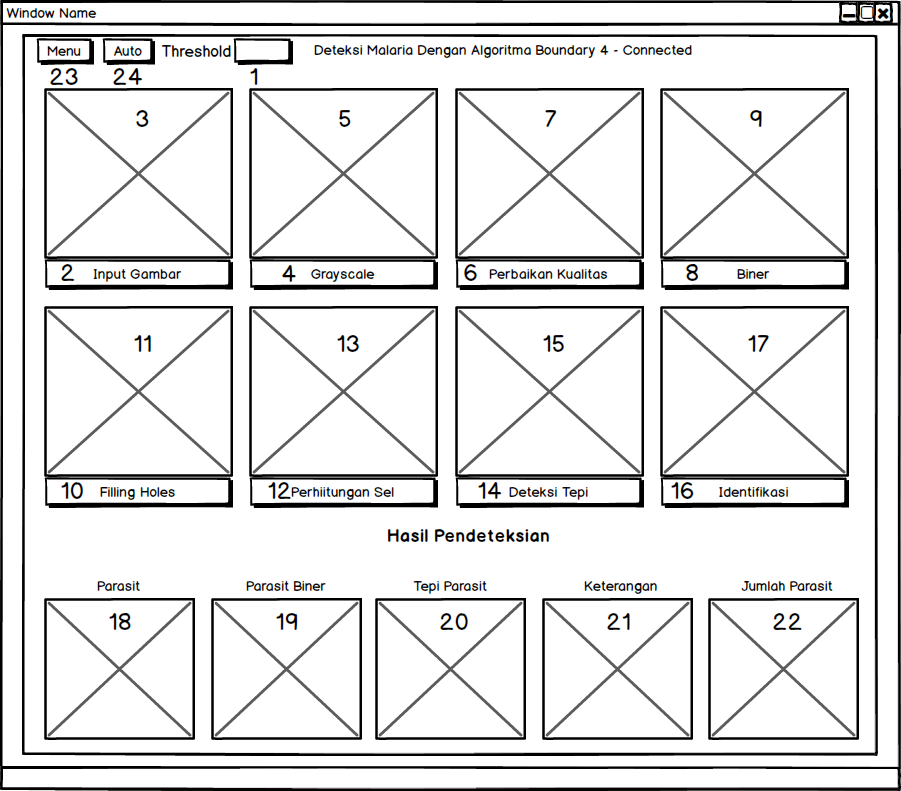 Window Name
Menu Auto Threshold Deteksi Malaria Dengan Algoritma Boundary 4 - Connected
23 24 1
3 5 7 9
2 Input Gambar 4 Grayscale 6 Perbaikan Kualitas 8 Biner
11 13 15 17
10 Filling Holes 12 Perhiitungan Sel 14 Deteksi Tepi 16 Identifikasi
Hasil Pendeteksian
Parasit Parasit Biner Tepi Parasit Keterangan Jumlah Parasit
18 19 20 21 22